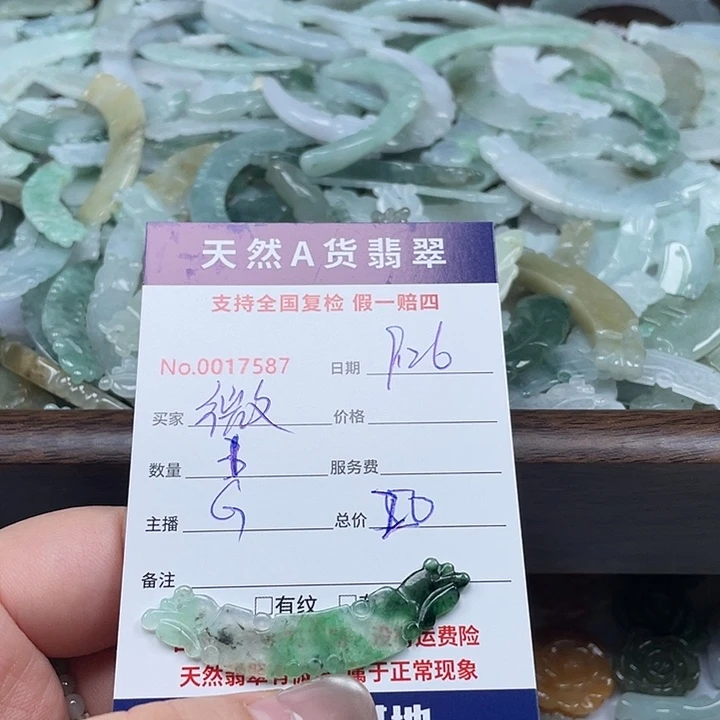 天然A货翡翠
支持全国复检 假一赔四
No.0017587 日期
买家 微 价格
数量 服务费
主播 G 总价
备注
□有纹 □
运费险
天然翡翠有 属于正常现象